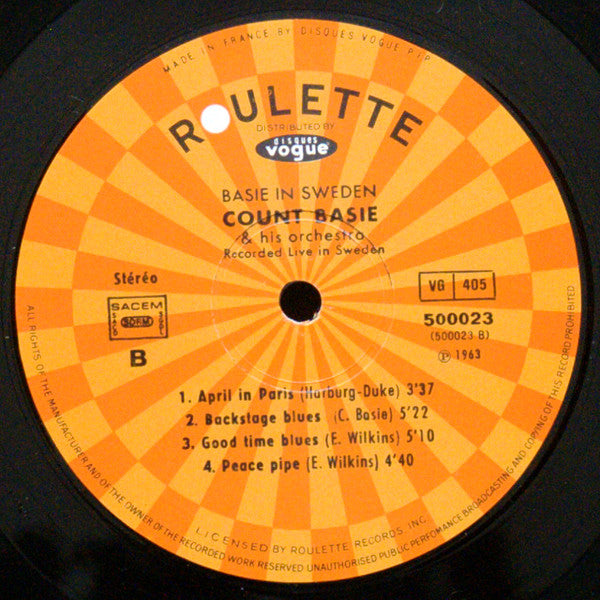 MADE IN FRANCE BY DISQUES VOGUE P.I.P.
ROULETTE
DISTRIBUTED BY
disques
vogue
BASIE IN SWEDEN
COUNT BASIE
& his orchestra
Recorded Live in Sweden
Stéréo
VG 405
SACEM
SACD SDRM SGDL
500023
(500023 B)
B
℗ 1963
1. April in Paris (Harburg-Duke) 3'37
2. Backstage blues (C. Basie) 5'22
3. Good time blues (E. Wilkins) 5'10
4. Peace pipe (E. Wilkins) 4'40
LICENSED BY ROULETTE RECORDS INC.
ALL RIGHTS OF THE MANUFACTURER AND OF THE OWNER OF THE RECORDED WORK RESERVED UNAUTHORISED PUBLIC PERFOMANCE BROADCASTING AND COPYING OF THIS RECORD PROHIBITED